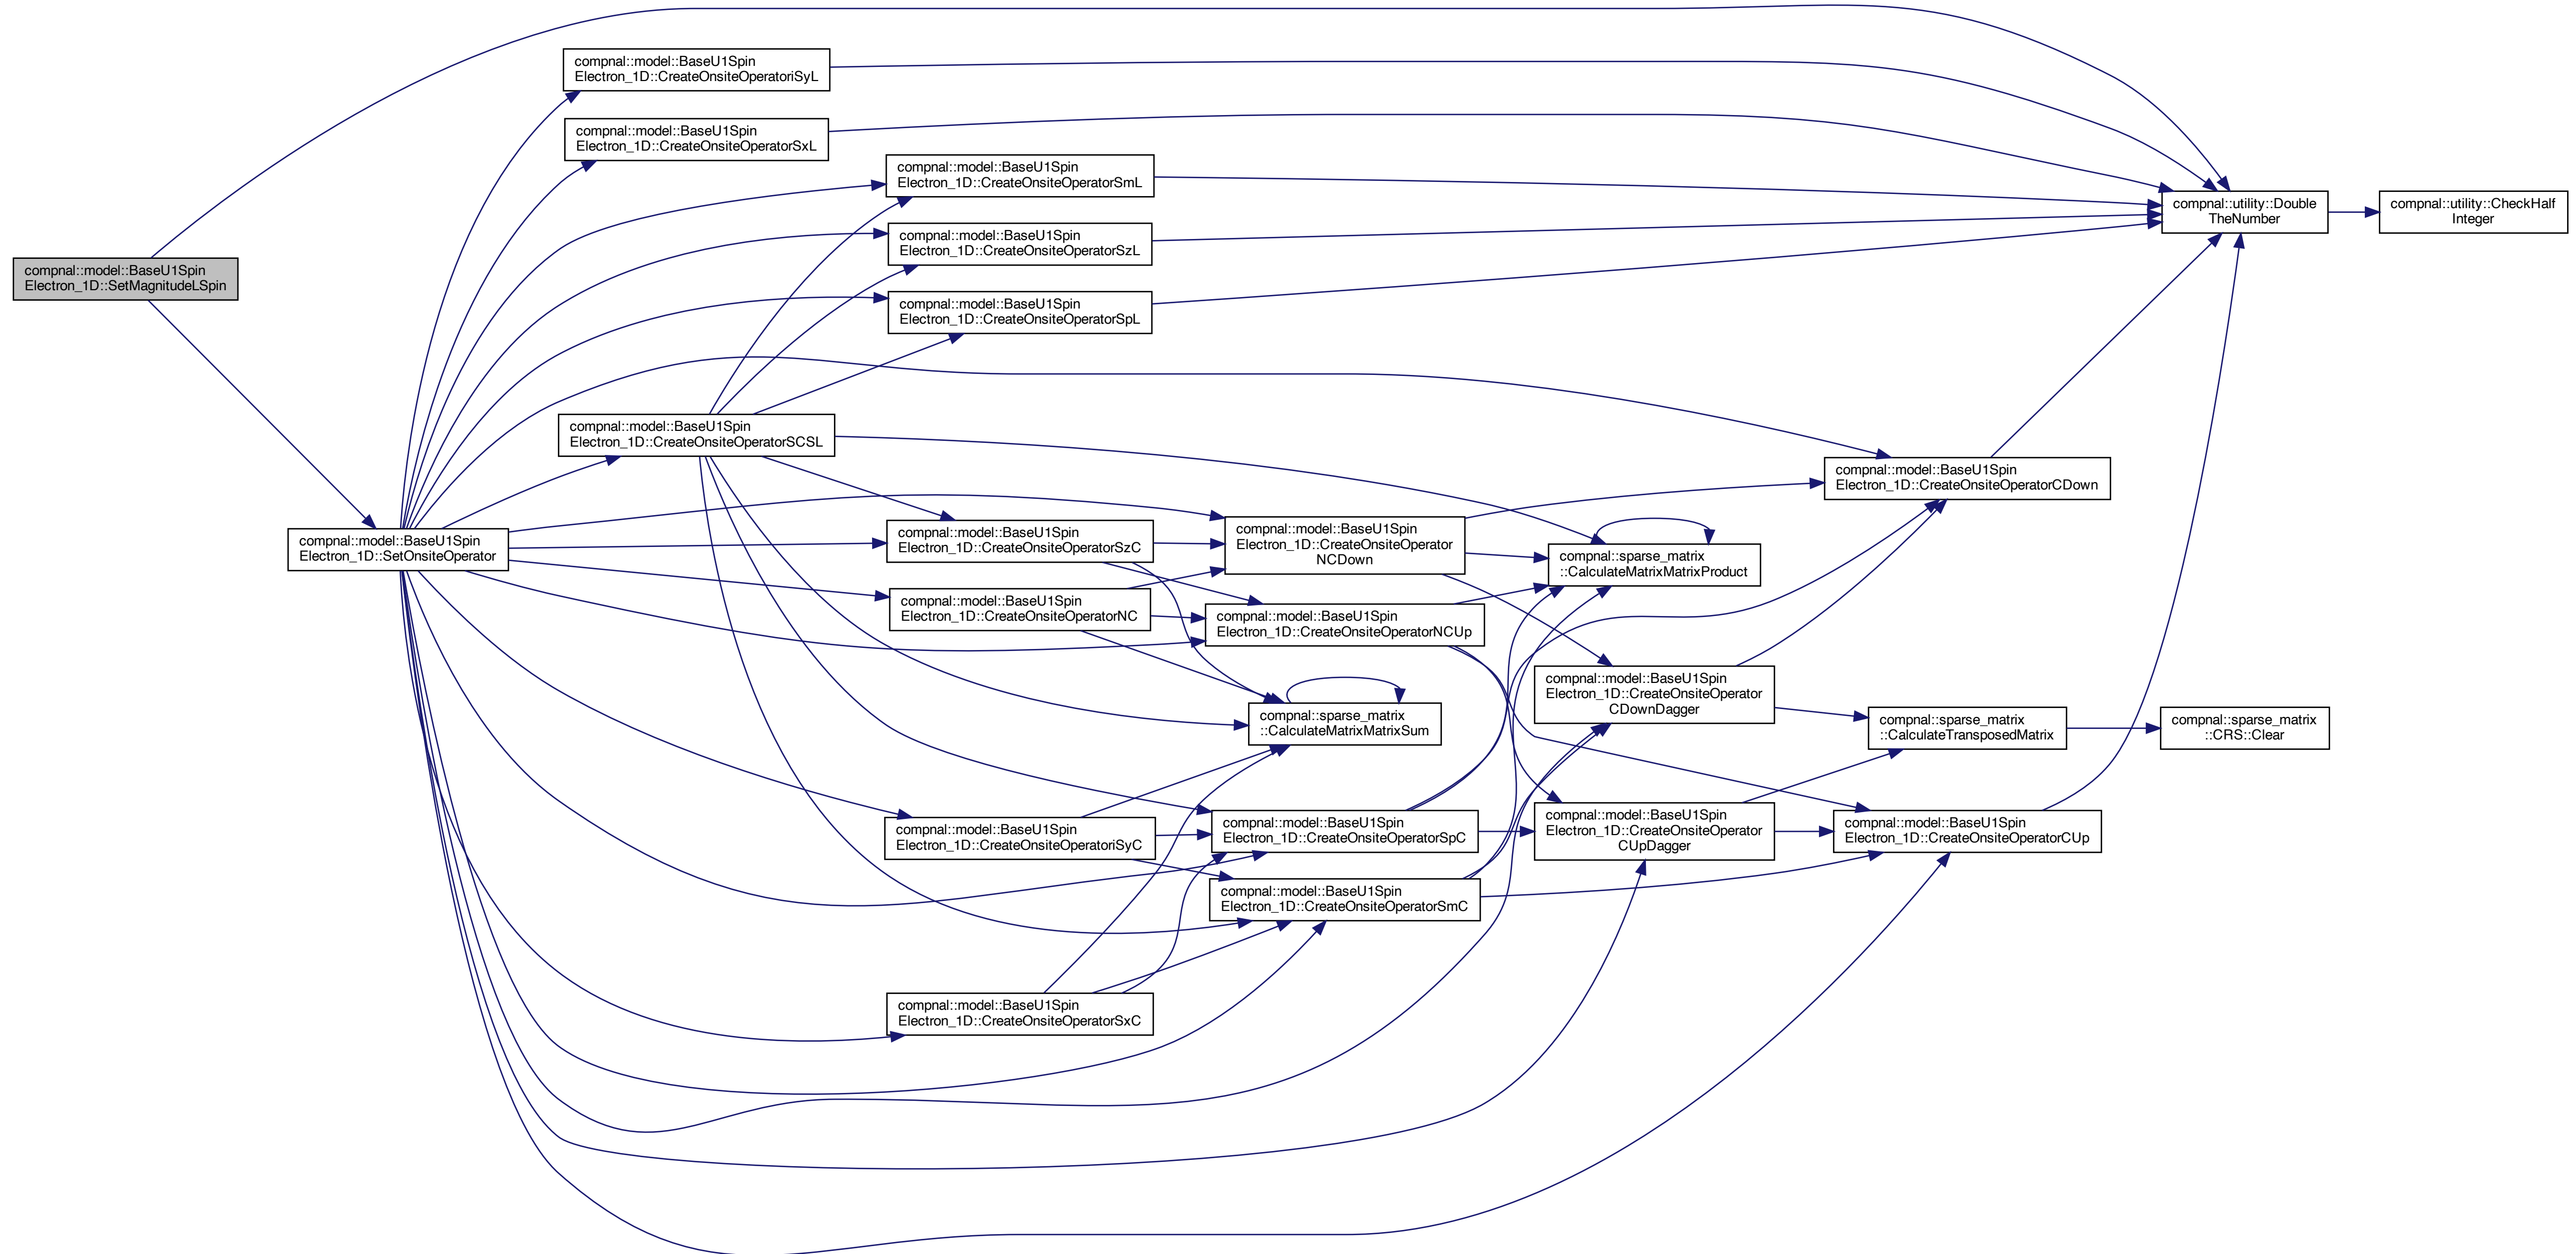 compnal::model::BaseU1Spin
Electron_1D::SetMagnitudeLSpin
compnal::model::BaseU1Spin
Electron_1D::SetOnsiteOperator
compnal::model::BaseU1Spin
Electron_1D::CreateOnsiteOperatoriSyL
compnal::model::BaseU1Spin
Electron_1D::CreateOnsiteOperatorSxL
compnal::model::BaseU1Spin
Electron_1D::CreateOnsiteOperatorSCSL
compnal::model::BaseU1Spin
Electron_1D::CreateOnsiteOperatorSmL
compnal::model::BaseU1Spin
Electron_1D::CreateOnsiteOperatorSzL
compnal::model::BaseU1Spin
Electron_1D::CreateOnsiteOperatorSpL
compnal::model::BaseU1Spin
Electron_1D::CreateOnsiteOperatorSzC
compnal::model::BaseU1Spin
Electron_1D::CreateOnsiteOperatorNC
compnal::model::BaseU1Spin
Electron_1D::CreateOnsiteOperatoriSyC
compnal::model::BaseU1Spin
Electron_1D::CreateOnsiteOperatorSxC
compnal::model::BaseU1Spin
Electron_1D::CreateOnsiteOperator
NCDown
compnal::model::BaseU1Spin
Electron_1D::CreateOnsiteOperatorNCUp
compnal::sparse_matrix
::CalculateMatrixMatrixSum
compnal::model::BaseU1Spin
Electron_1D::CreateOnsiteOperatorSpC
compnal::model::BaseU1Spin
Electron_1D::CreateOnsiteOperatorSmC
compnal::sparse_matrix
::CalculateMatrixMatrixProduct
compnal::model::BaseU1Spin
Electron_1D::CreateOnsiteOperator
CDownDagger
compnal::model::BaseU1Spin
Electron_1D::CreateOnsiteOperator
CUpDagger
compnal::model::BaseU1Spin
Electron_1D::CreateOnsiteOperatorCDown
compnal::sparse_matrix
::CalculateTransposedMatrix
compnal::model::BaseU1Spin
Electron_1D::CreateOnsiteOperatorCUp
compnal::utility::Double
TheNumber
compnal::sparse_matrix
::CRS::Clear
compnal::utility::CheckHalf
Integer